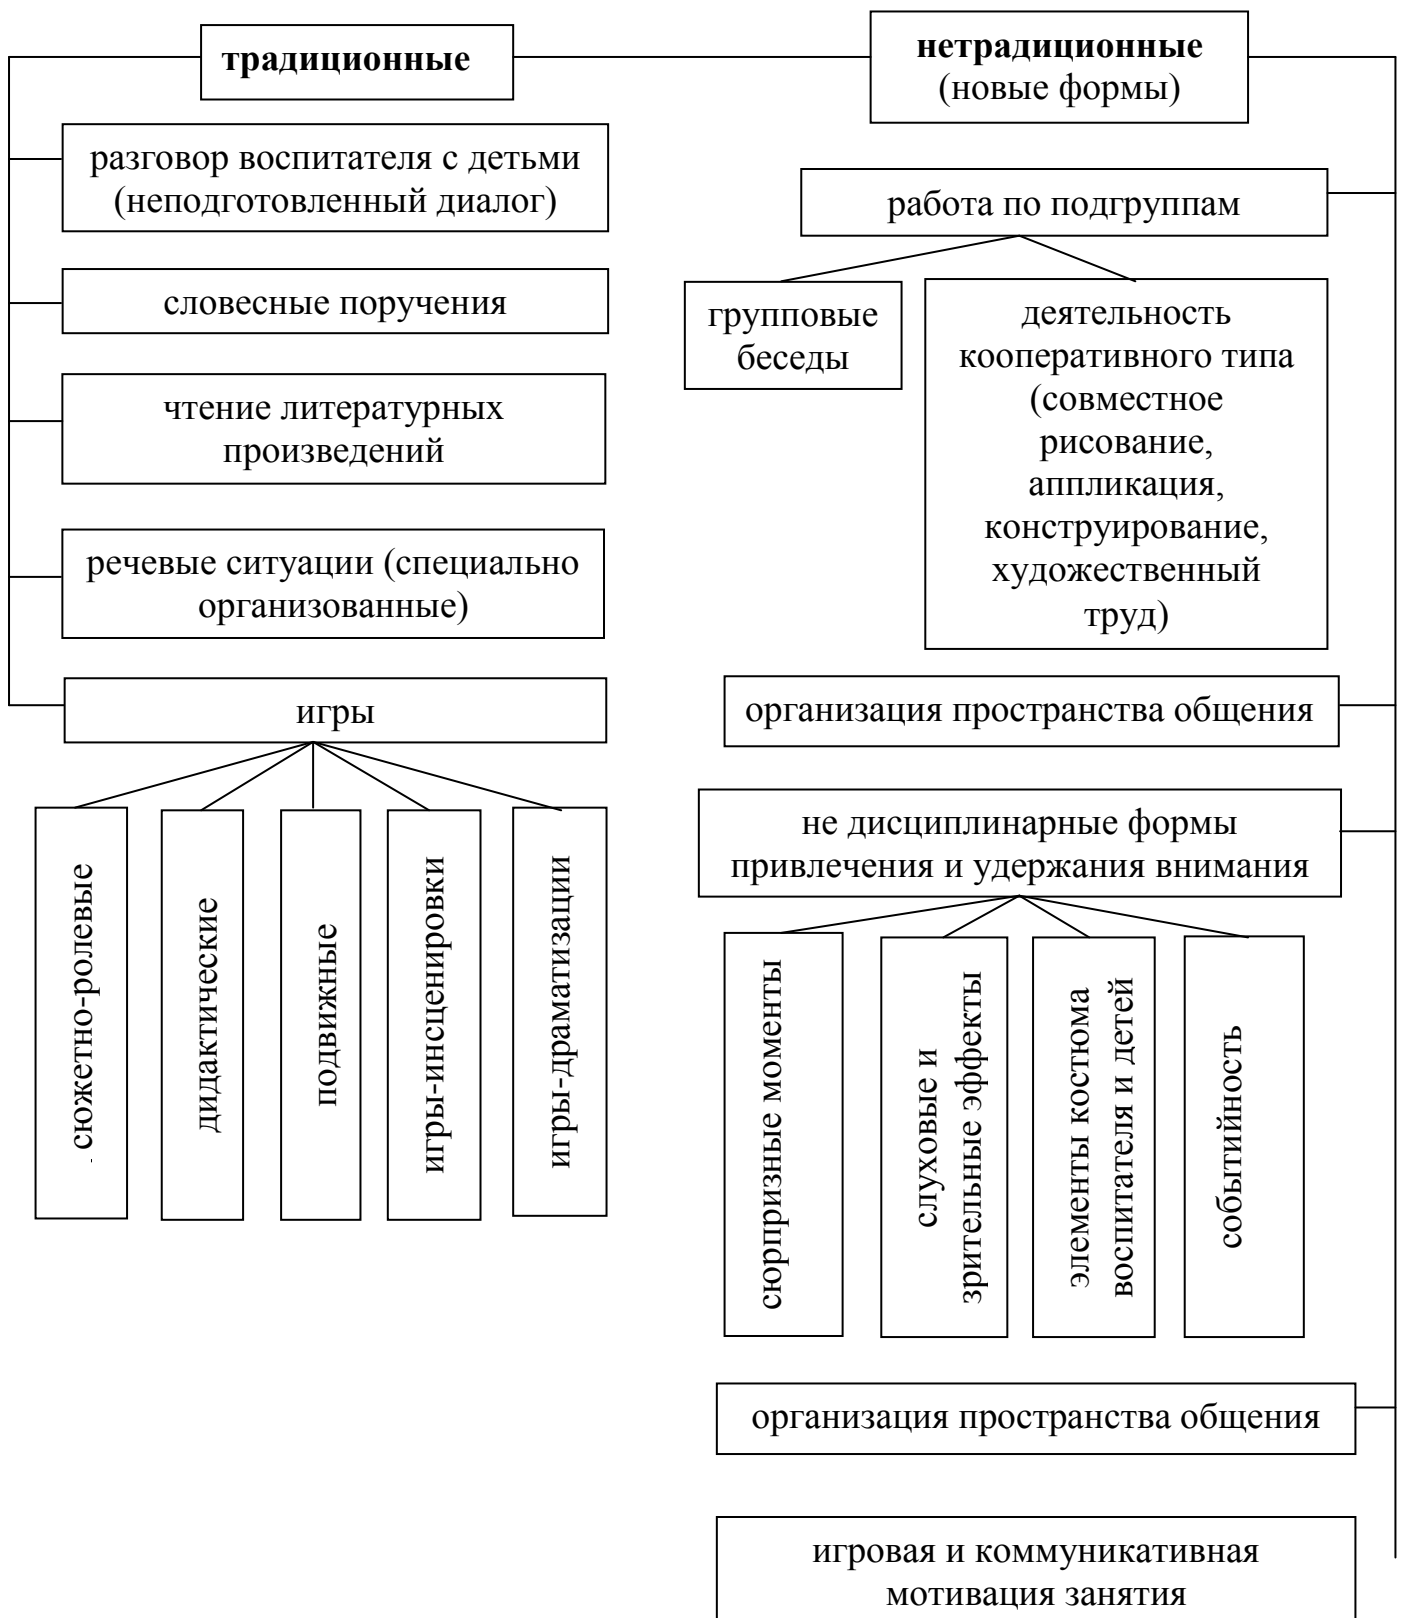 традиционные
разговор воспитателя с детьми
(неподготовленный диалог)
словесные поручения
чтение литературных
произведений
речевые ситуации (специально
организованные)
игры
сюжетно-ролевые
дидактические
подвижные
игры-инсценировки
игры-драматизации
нетрадиционные
(новые формы)
работа по подгруппам
групповые
беседы
деятельность
кооперативного типа
(совместное
рисование,
аппликация,
конструирование,
художественный
труд)
организация пространства общения
не дисциплинарные формы
привлечения и удержания внимания
сюрпризные моменты
слуховые и
зрительные эффекты
элементы костюма
воспитателя и детей
событийность
организация пространства общения
игровая и коммуникативная
мотивация занятия